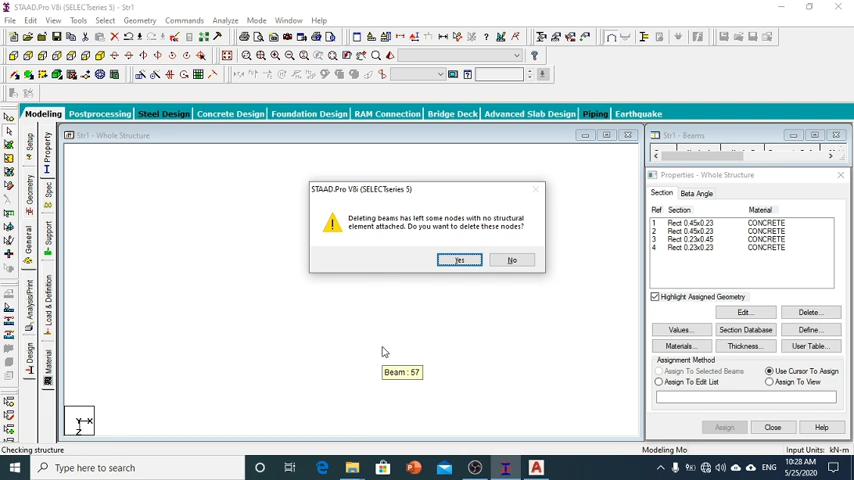 STAAD.Pro V8i (SELECTseries 5) - Str1
File Edit View Tools Select Geometry Commands Analyze Mode Window Help
Modeling Postprocessing Steel Design Concrete Design Foundation Design RAM Connection Bridge Deck Advanced Slab Design Piping Earthquake
Str1 - Whole Structure
Str1 - Beams
Setup
Geometry
General
Analysis/Print
Design
Property
Spec
Support
Load & Definition
Material
STAAD.Pro V8i (SELECTseries 5)
Deleting beams has left some nodes with no structural
element attached. Do you want to delete these nodes?
Yes No
Beam : 57
Y X
Z
Properties - Whole Structure
Section Beta Angle
Ref Section Material
1 Rect 0.45x0.23 CONCRETE
2 Rect 0.45x0.23 CONCRETE
3 Rect 0.23x0.45 CONCRETE
4 Rect 0.23x0.23 CONCRETE
Highlight Assigned Geometry
Edit... Delete...
Values... Section Database Define...
Materials... Thickness... User Table...
Assignment Method
Assign To Selected Beams Use Cursor To Assign
Assign To Edit List Assign To View
Assign Close Help
Checking structure
Modeling Mo Input Units: kN-m
Type here to search
ENG
10:28 AM
5/25/2020